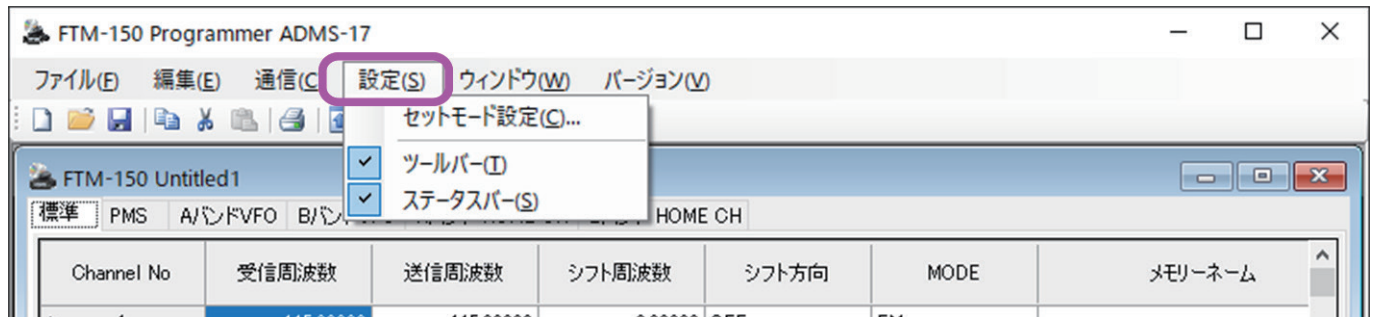 FTM-150 Programmer ADMS-17
ファイル(F) 編集(E) 通信(C 設定(S) ウィンドウ(W) バージョン(V)
セットモード設定(C)...
ツールバー(T)
ステータスバー(S)
FTM-150 Untitled1
標準 PMS AバンドVFO HOME CH
Channel No 受信周波数 送信周波数 シフト周波数 シフト方向 MODE メモリーネーム